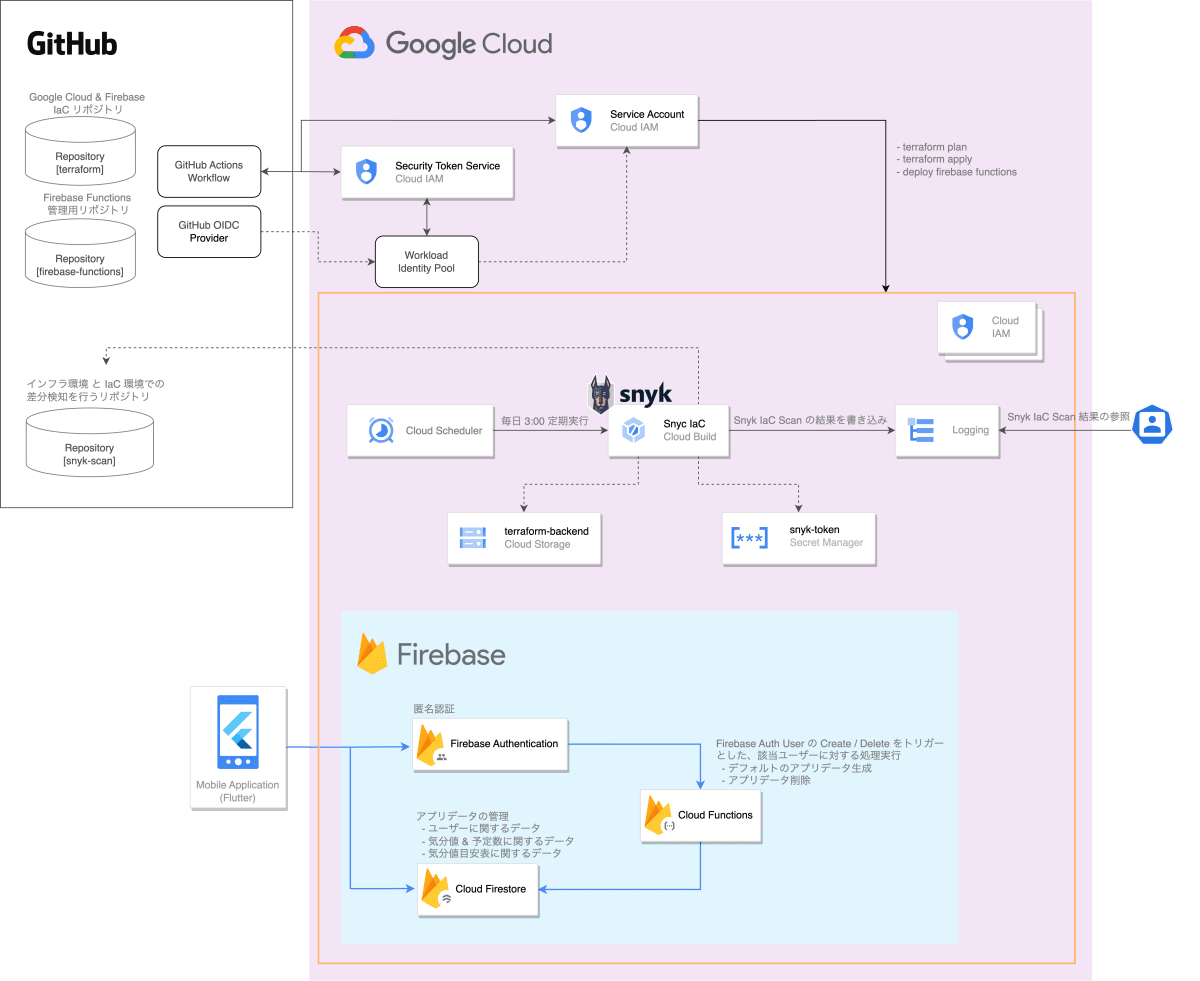 GitHub
Google Cloud & Firebase
IaC リポジトリ
Repository
[terraform]
Firebase Functions
管理用リポジトリ
Repository
[firebase-functions]
GitHub Actions
Workflow
GitHub OIDC
Provider
インフラ環境 と IaC 環境での
差分検知を行うリポジトリ
Repository
[snyk-scan]
Google Cloud
Service Account
Cloud IAM
Security Token Service
Cloud IAM
Workload
Identity Pool
- terraform plan
- terraform apply
- deploy firebase functions
Cloud
IAM
snyk
Cloud Scheduler
毎日 3:00 定期実行
Snyc IaC
Cloud Build
Snyk IaC Scan の結果を書き込み
Logging
Snyk IaC Scan 結果の参照
terraform-backend
Cloud Storage
[***]
snyk-token
Secret Manager
Firebase
Mobile Application
(Flutter)
匿名認証
Firebase Authentication
Firebase Auth User の Create / Delete をトリガー
とした、該当ユーザーに対する処理実行
- デフォルトのアプリデータ生成
- アプリデータ削除
Cloud Functions
アプリデータの管理
- ユーザーに関するデータ
- 気分値 & 予定数に関するデータ
- 気分値目安表に関するデータ
Cloud Firestore